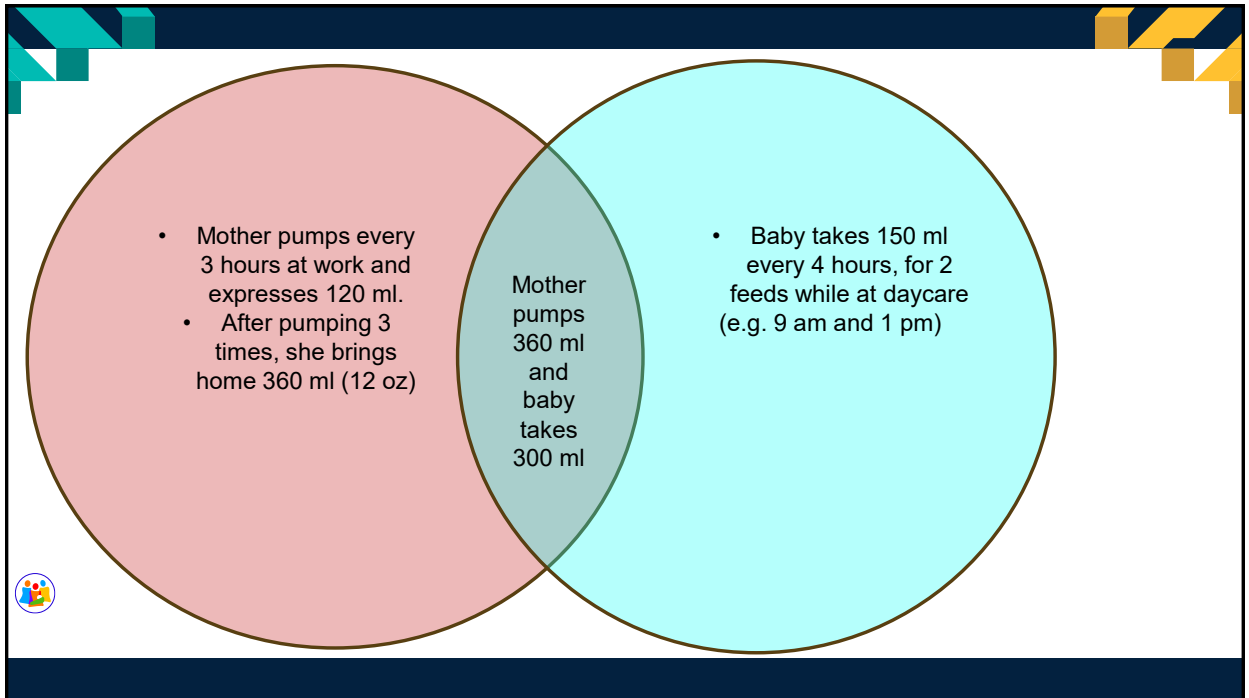 • Mother pumps every
3 hours at work and
expresses 120 ml.
• After pumping 3
times, she brings
home 360 ml (12 oz)
Mother
pumps
360 ml
and
baby
takes
300 ml
• Baby takes 150 ml
every 4 hours, for 2
feeds while at daycare
(e.g. 9 am and 1 pm)